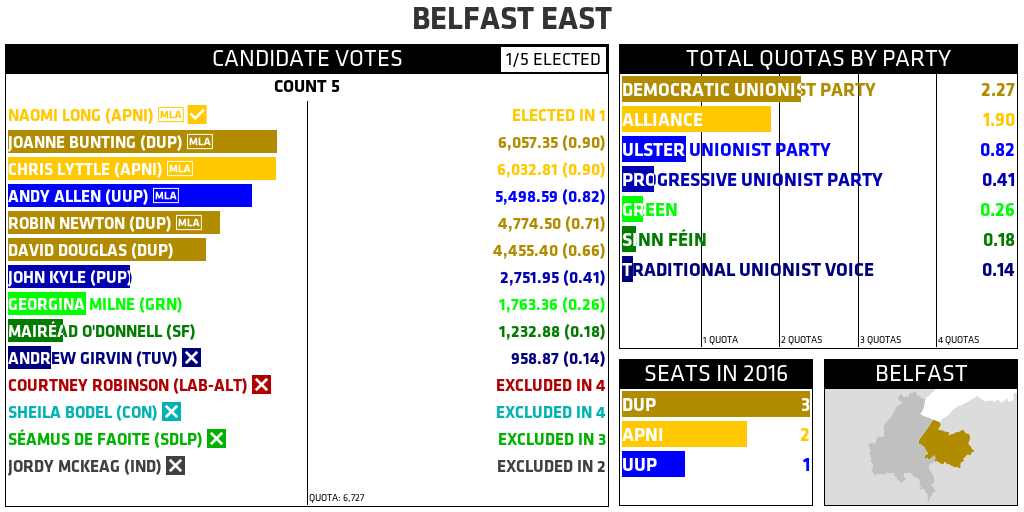 BELFAST EAST
CANDIDATE VOTES 1/5 ELECTED
COUNT 5
NAOMI LONG (APNI) MLA ELECTED IN 1
JOANNE BUNTING (DUP) MLA 6,057.35 (0.90)
CHRIS LYTTLE (APNI) MLA 6,032.81 (0.90)
ANDY ALLEN (UUP) MLA 5,498.59 (0.82)
ROBIN NEWTON (DUP) MLA 4,774.50 (0.71)
DAVID DOUGLAS (DUP) 4,455.40 (0.66)
JOHN KYLE (PUP) 2,751.95 (0.41)
GEORGINA MILNE (GRN) 1,763.36 (0.26)
MAIRÉAD O'DONNELL (SF) 1,232.88 (0.18)
ANDREW GIRVIN (TUV) 958.87 (0.14)
COURTNEY ROBINSON (LAB-ALT) EXCLUDED IN 4
SHEILA BODEL (CON) EXCLUDED IN 4
SÉAMUS DE FAOITE (SDLP) EXCLUDED IN 3
JORDY MCKEAG (IND) EXCLUDED IN 2
QUOTA: 6,727
TOTAL QUOTAS BY PARTY
DEMOCRATIC UNIONIST PARTY 2.27
ALLIANCE 1.90
ULSTER UNIONIST PARTY 0.82
PROGRESSIVE UNIONIST PARTY 0.41
GREEN 0.26
SINN FÉIN 0.18
TRADITIONAL UNIONIST VOICE 0.14
1 QUOTA 2 QUOTAS 3 QUOTAS 4 QUOTAS
SEATS IN 2016
DUP 3
APNI 2
UUP 1
BELFAST